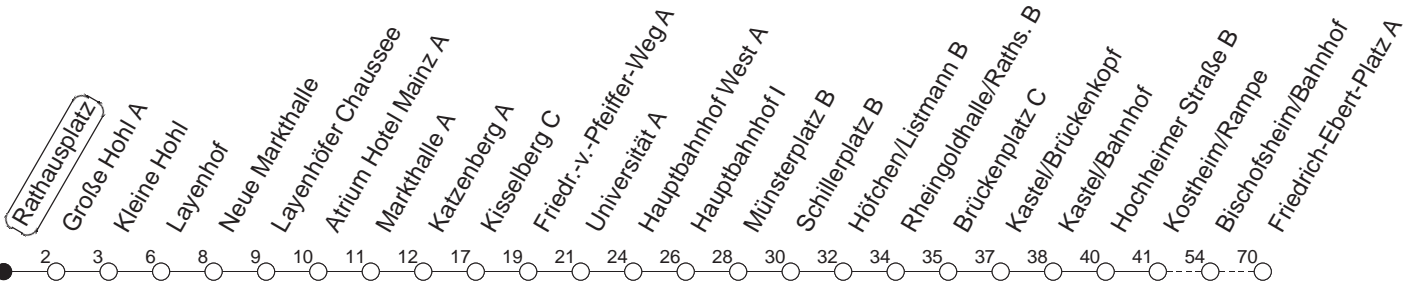 Rathausplatz
Große Hohl A
Kleine Hohl
Layenhof
Neue Markthalle
Layenhöfer Chaussee
Atrium Hotel Mainz A
Markthalle A
Katzenberg A
Kisselberg C
Friedr.-v.-Pfeiffer-Weg A
Universität A
Hauptbahnhof West A
Hauptbahnhof I
Münsterplatz B
Schillerplatz B
Höfchen/Listmann B
Rheingoldhalle/Raths. B
Brückenplatz C
Kastel/Brückenkopf
Kastel/Bahnhof
Hochheimer Straße B
Kostheim/Rampe
Bischofsheim/Bahnhof
Friedrich-Ebert-Platz A
2 3 6 8 9 10 11 12 17 19 21 24 26 28 30 32 34 35 37 38 40 41 54 70